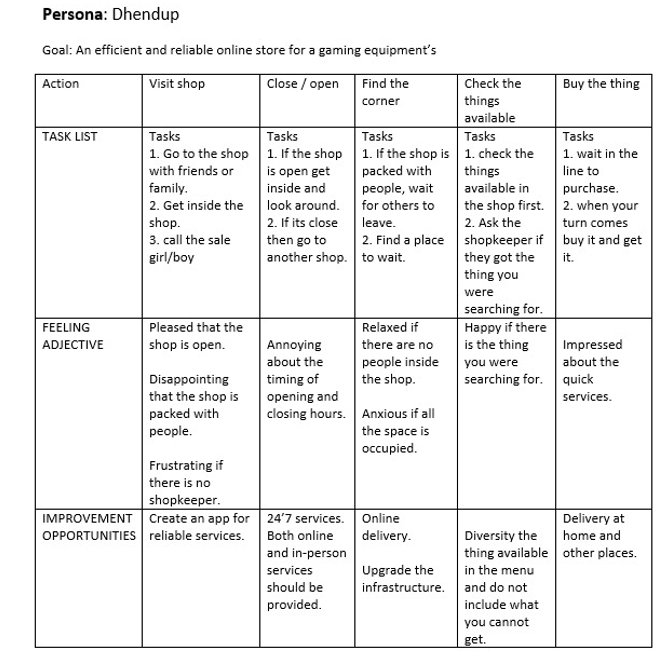 Persona: Dhendup
Goal: An efficient and reliable online store for a gaming equipment’s
Action
Visit shop
Close / open
Find the
corner
Check the
things
available
Buy the thing
TASK LIST
Tasks
1. Go to the shop
with friends or
family.
2. Get inside the
shop.
3. call the sale
girl/boy
Tasks
1. If the shop
is open get
inside and
look around.
2. If its close
then go to
another shop.
Tasks
1. If the shop is
packed with
people, wait
for others to
leave.
2. Find a place
to wait.
Tasks
1. check the
things
available in
the shop first.
2. Ask the
shopkeeper if
they got the
thing you
were
searching for.
Tasks
1. wait in the
line to
purchase.
2. when your
turn comes
buy it and get
it.
FEELING
ADJECTIVE
Pleased that the
shop is open.
Disappointing
that the shop is
packed with
people.
Frustrating if
there is no
shopkeeper.
Annoying
about the
timing of
opening and
closing hours.
Relaxed if
there are no
people inside
the shop.
Anxious if all
the space is
occupied.
Happy if there
is the thing
you were
searching for.
Impressed
about the
quick
services.
IMPROVEMENT
OPPORTUNITIES
Create an app for
reliable services.
24’7 services.
Both online
and in-person
services
should be
provided.
Online
delivery.
Upgrade the
infrastructure.
Diversity the
thing available
in the menu
and do not
include what
you cannot
get.
Delivery at
home and
other places.